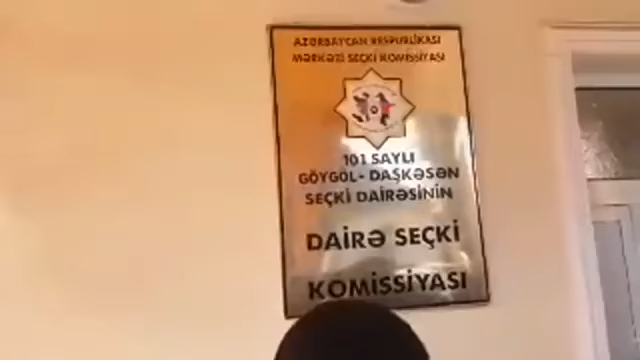 AZƏRBAYCAN RESPUBLİKASI
MƏRKƏZİ SEÇKİ KOMİSSİYASI
101 SAYLI
GÖYGÖL - DAŞKƏSƏN
SEÇKİ DAİRƏSİNİN
DAİRƏ SEÇKİ
KOMİSSİYASI